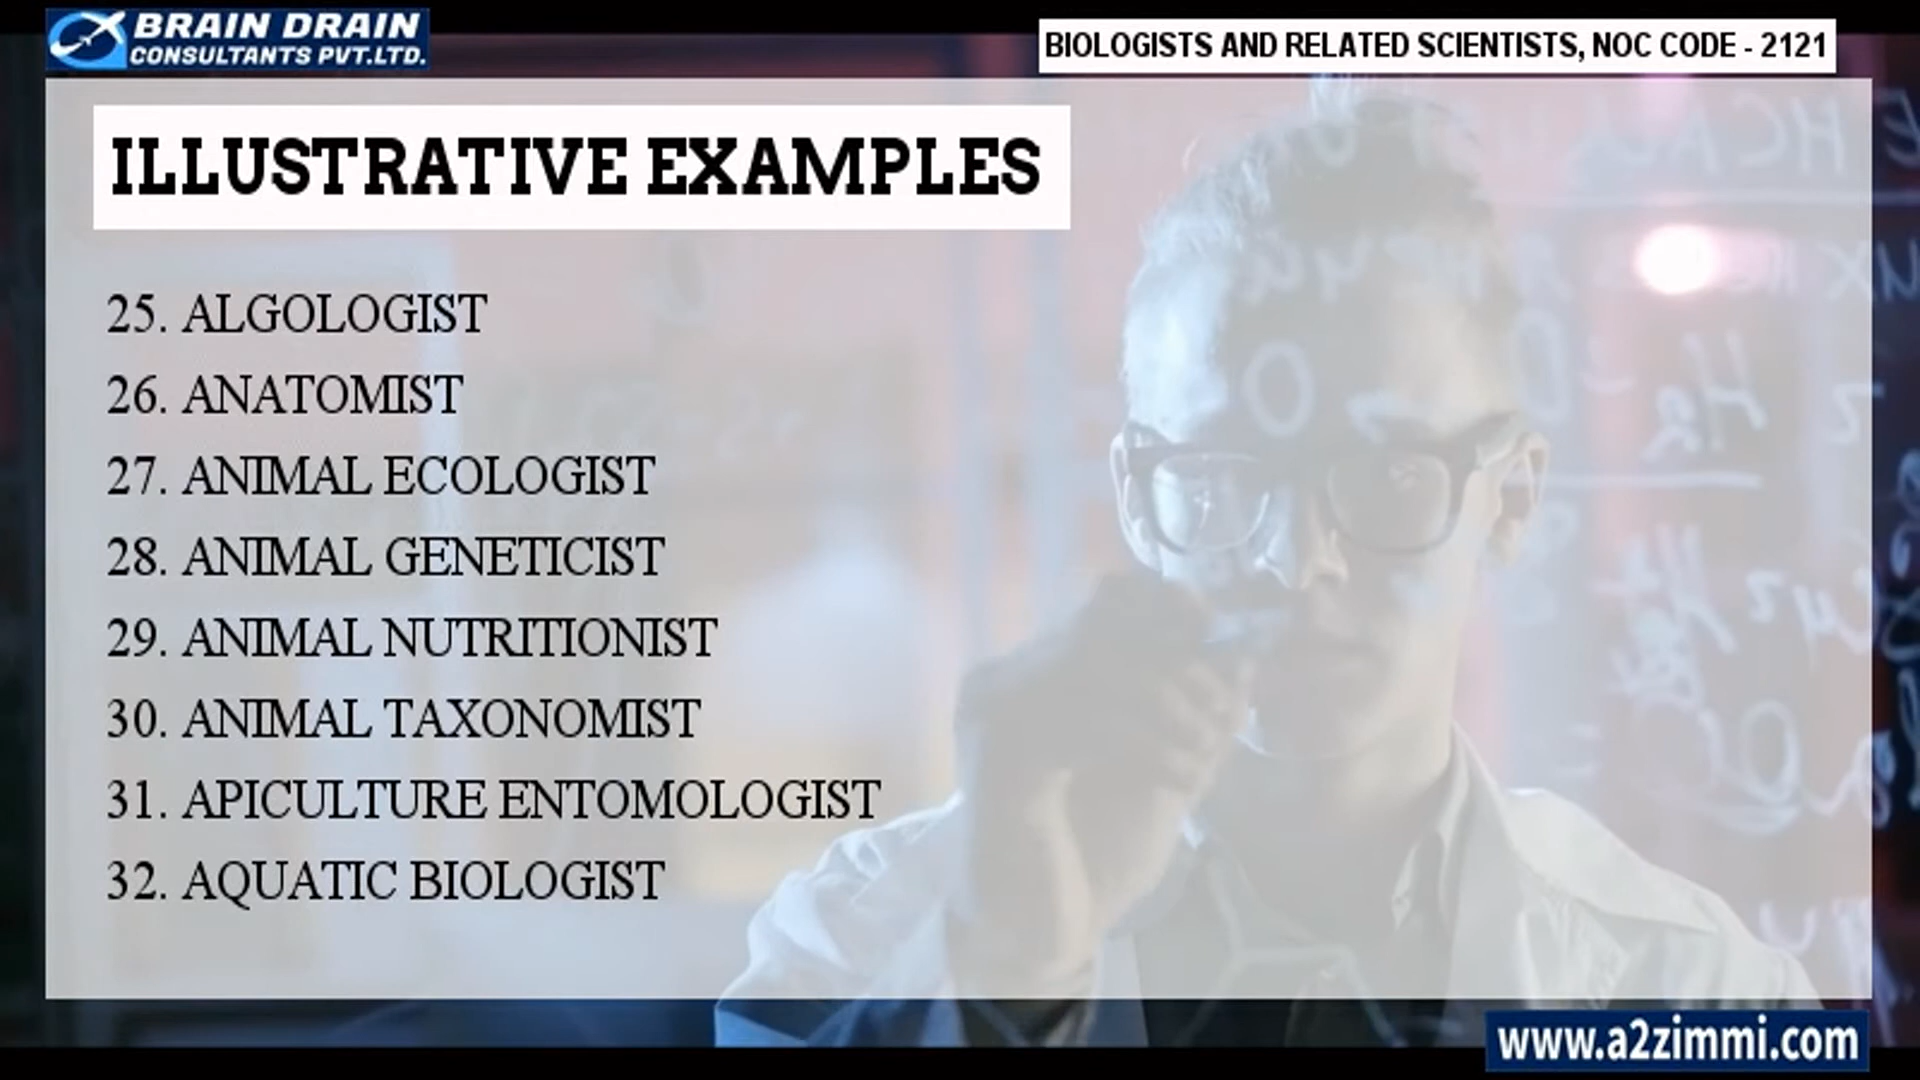 BRAIN DRAIN
CONSULTANTS PVT.LTD.
BIOLOGISTS AND RELATED SCIENTISTS, NOC CODE - 2121
ILLUSTRATIVE EXAMPLES
25. ALGOLOGIST
26. ANATOMIST
27. ANIMAL ECOLOGIST
28. ANIMAL GENETICIST
29. ANIMAL NUTRITIONIST
30. ANIMAL TAXONOMIST
31. APICULTURE ENTOMOLOGIST
32. AQUATIC BIOLOGIST
www.a2zimmi.com